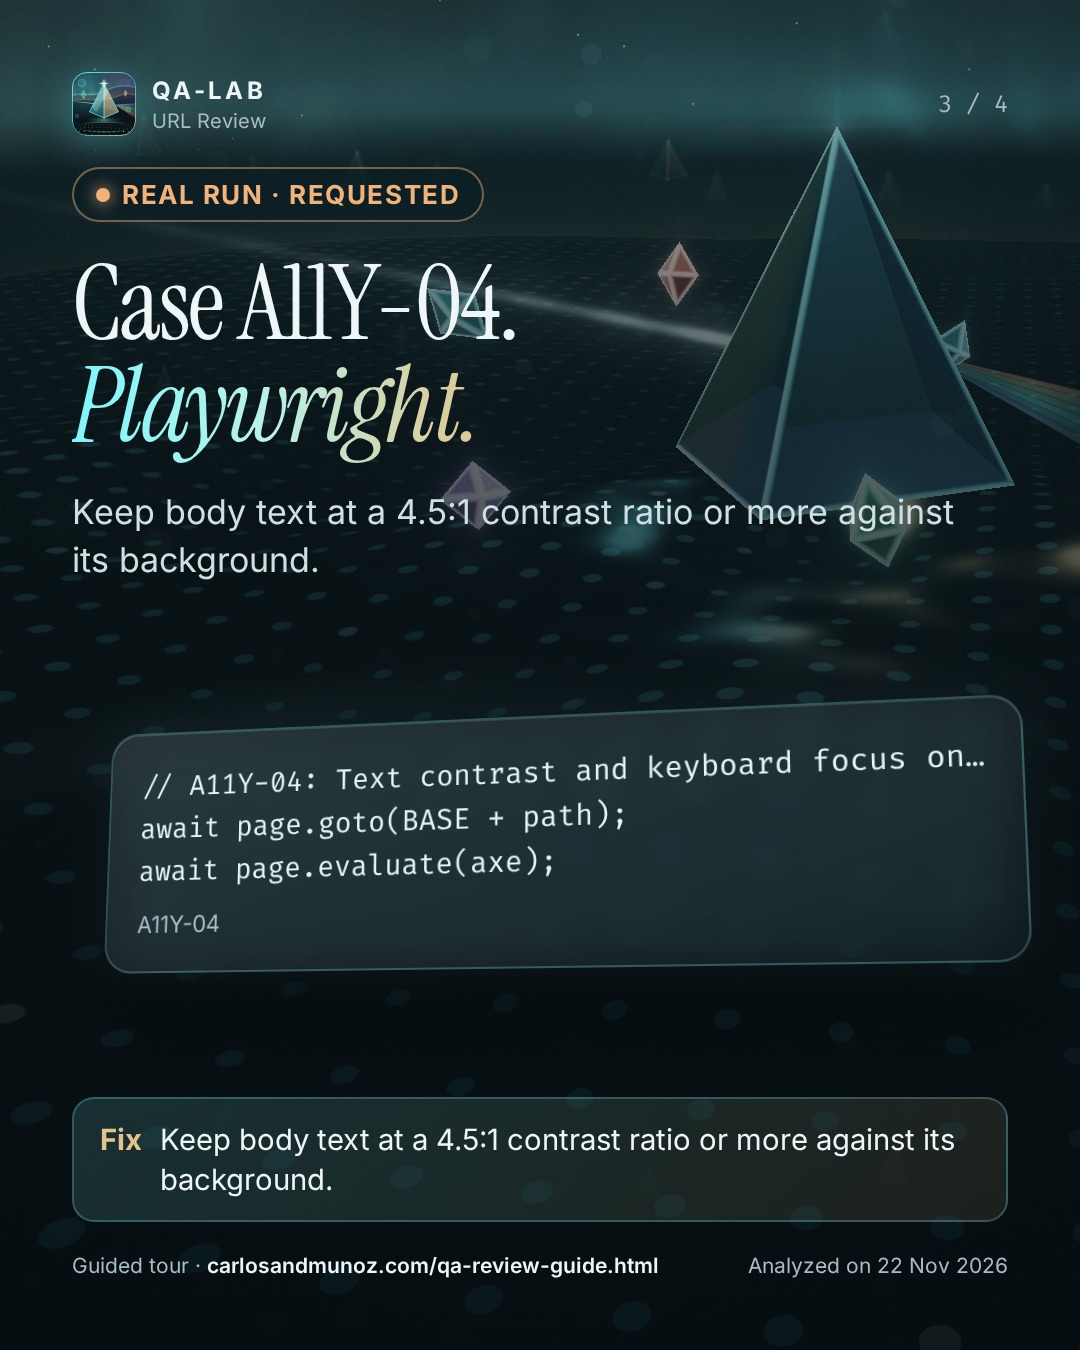 QA-LAB
URL Review
3 / 4
REAL RUN · REQUESTED
Case A11Y-04.
Playwright.
Keep body text at a 4.5:1 contrast ratio or more against
its background.
// A11Y-04: Text contrast and keyboard focus on…
await page.goto(BASE + path);
await page.evaluate(axe);
A11Y-04
Fix Keep body text at a 4.5:1 contrast ratio or more against its
background.
Guided tour · carlosandmunoz.com/qa-review-guide.html
Analyzed on 22 Nov 2026